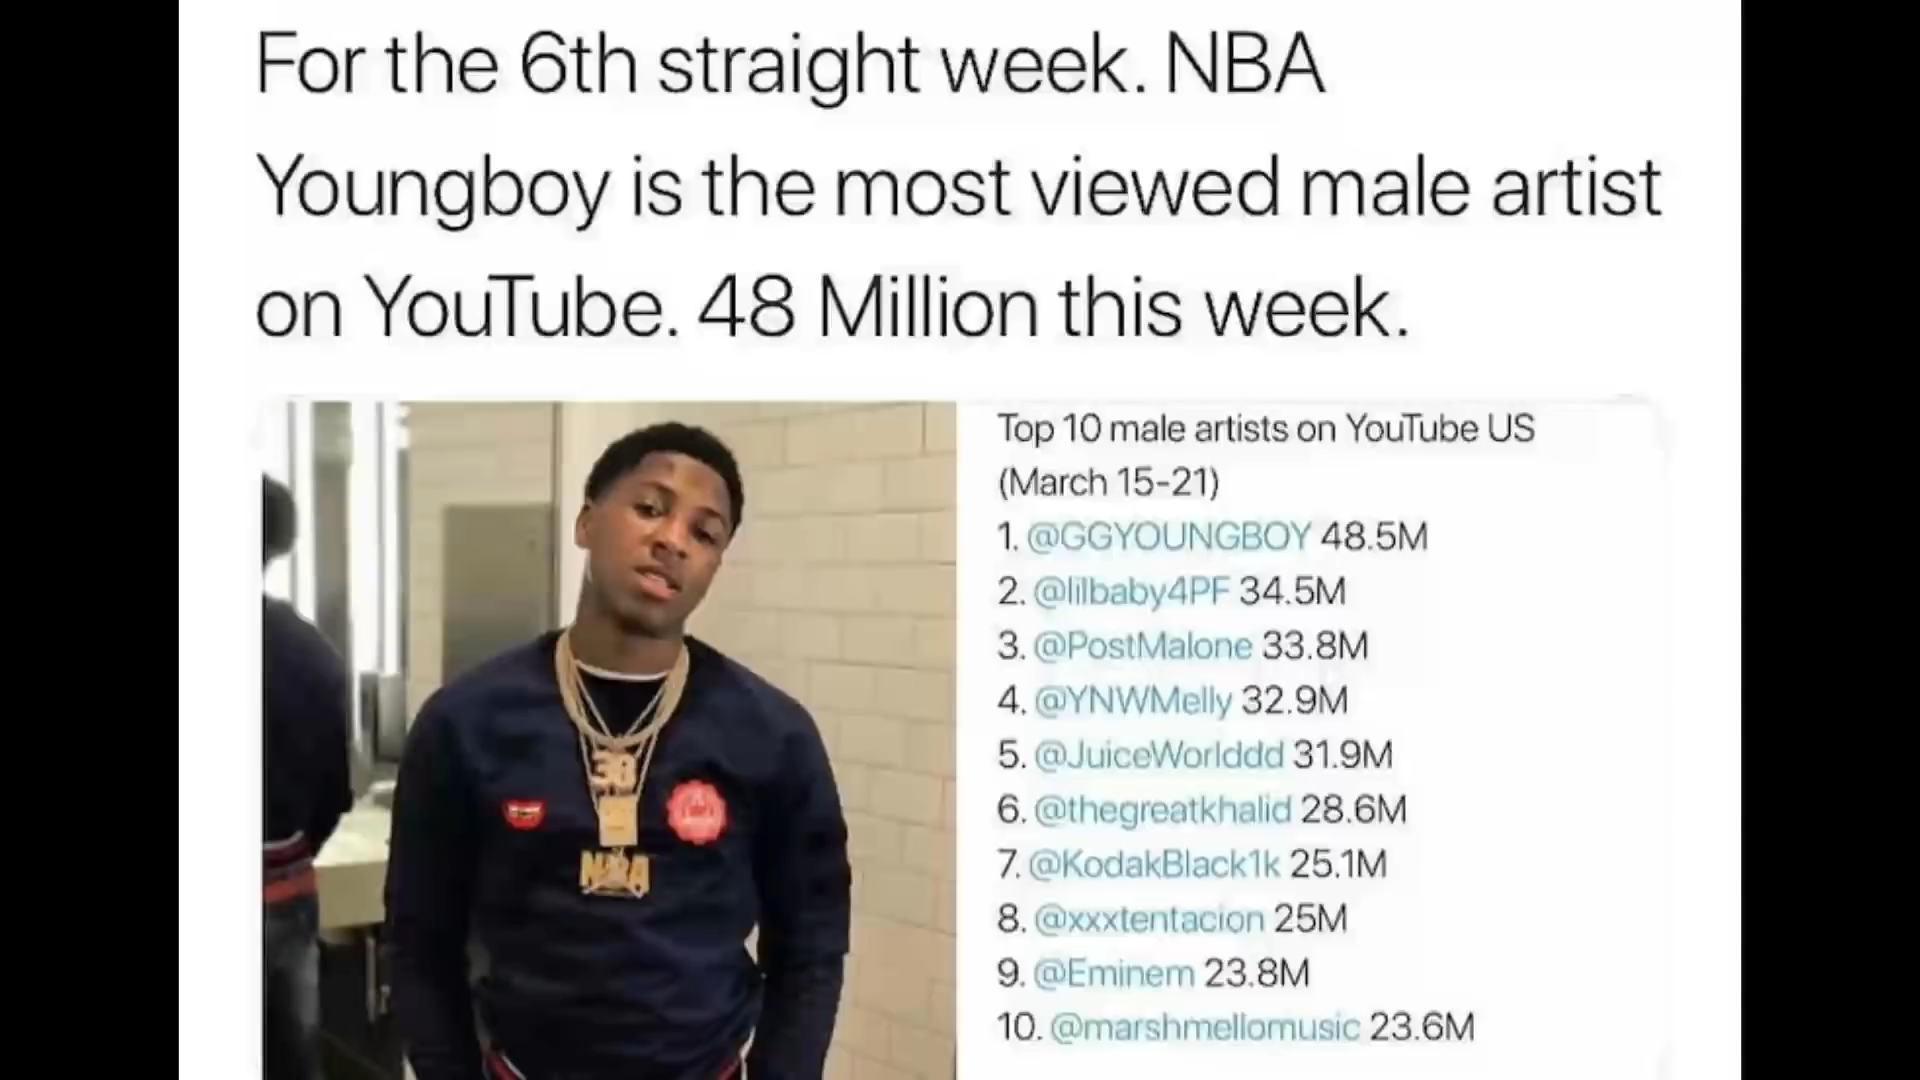 For the 6th straight week. NBA
Youngboy is the most viewed male artist
on YouTube. 48 Million this week.
Top 10 male artists on YouTube US
(March 15-21)
1. @GGYOUNGBOY 48.5M
2. @lilbaby4PF 34.5M
3. @PostMalone 33.8M
4. @YNWMelly 32.9M
5. @JuiceWorlddd 31.9M
6. @thegreatkhalid 28.6M
7. @KodakBlack1k 25.1M
8. @xxxtentacion 25M
9. @Eminem 23.8M
10. @marshmellomusic 23.6M
38
NBA